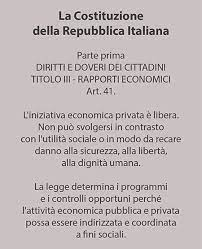 La Costituzione
della Repubblica Italiana
Parte prima
DIRITTI E DOVERI DEI CITTADINI
TITOLO III - RAPPORTI ECONOMICI
Art. 41.
L'iniziativa economica privata è libera.
Non può svolgersi in contrasto
con l'utilità sociale o in modo da recare
danno alla sicurezza, alla libertà,
alla dignità umana.
La legge determina i programmi
e i controlli opportuni perché
l'attività economica pubblica e privata
possa essere indirizzata e coordinata
a fini sociali.